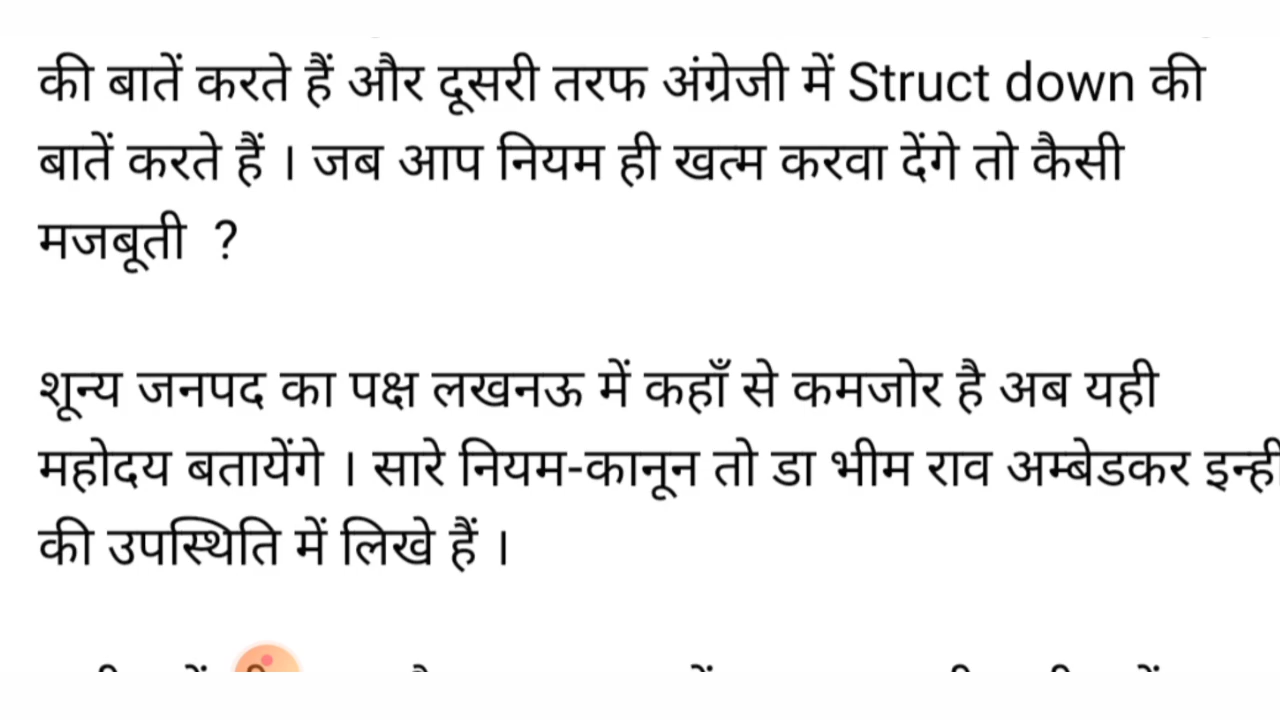 की बातें करते हैं और दूसरी तरफ अंग्रेजी में Struct down की
बातें करते हैं । जब आप नियम ही खत्म करवा देंगे तो कैसी
मजबूती ?
शून्य जनपद का पक्ष लखनऊ में कहाँ से कमजोर है अब यही
महोदय बतायेंगे । सारे नियम-कानून तो डा भीम राव अम्बेडकर इन्ही
की उपस्थिति में लिखे हैं ।